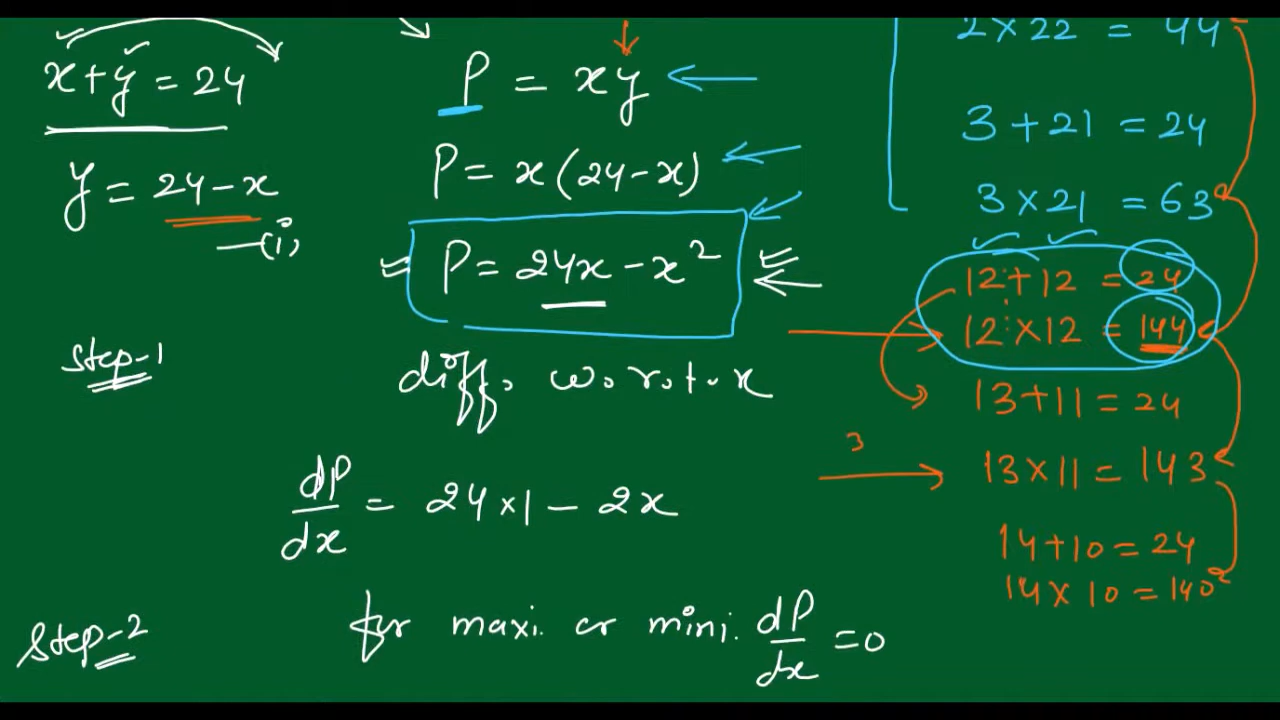 x+y = 24
y = 24-x
—(i)
P = xy
P = x(24-x)
P = 24x - x²
Step-1
diff. w.r.t.x
dP/dx = 24×1 - 2x
Step-2
for maxi. or mini. dP/dx = 0
2×22 = 44
3+21 = 24
3×21 = 63
12+12 = 24
12×12 = 144
13+11 = 24
3
13×11 = 143
14+10 = 24
14×10 = 140